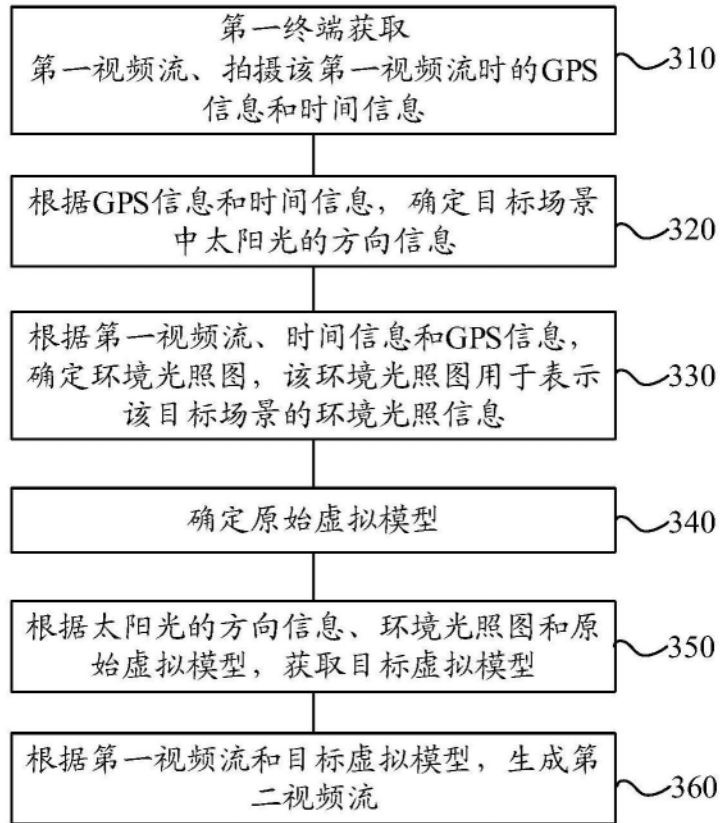 第一终端获取
第一视频流、拍摄该第一视频流时的GPS
信息和时间信息
310
根据GPS信息和时间信息，确定目标场景
中太阳光的方向信息
320
根据第一视频流、时间信息和GPS信息，
确定环境光照图，该环境光照图用于表示
该目标场景的环境光照信息
330
确定原始虚拟模型
340
根据太阳光的方向信息、环境光照图和原
始虚拟模型，获取目标虚拟模型
350
根据第一视频流和目标虚拟模型，生成第
二视频流
360